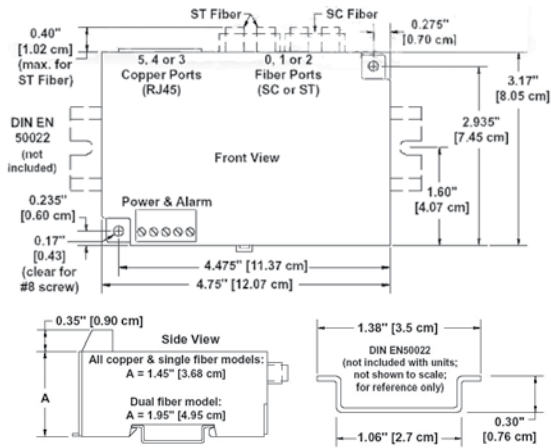 ST Fiber
SC Fiber
0.40"
[1.02 cm]
(max. for
ST Fiber)
0.275"
[0.70 cm]
5, 4 or 3
Copper Ports
(RJ45)
0, 1 or 2
Fiber Ports
(SC or ST)
3.17"
[8.05 cm]
2.935"
[7.45 cm]
DIN EN
50022
(not
included)
Front View
1.60"
[4.07 cm]
0.235"
[0.60 cm]
Power & Alarm
0.17"
[0.43]
(clear for
#8 screw)
4.475" [11.37 cm]
4.75" [12.07 cm]
0.35" [0.90 cm]
Side View
All copper & single fiber models:
A = 1.45" [3.68 cm]
A
Dual fiber model:
A = 1.95" [4.95 cm]
1.38" [3.5 cm]
DIN EN50022
(not included with units;
not shown to scale;
for reference only)
0.30"
[0.76 cm]
1.06" [2.7 cm]